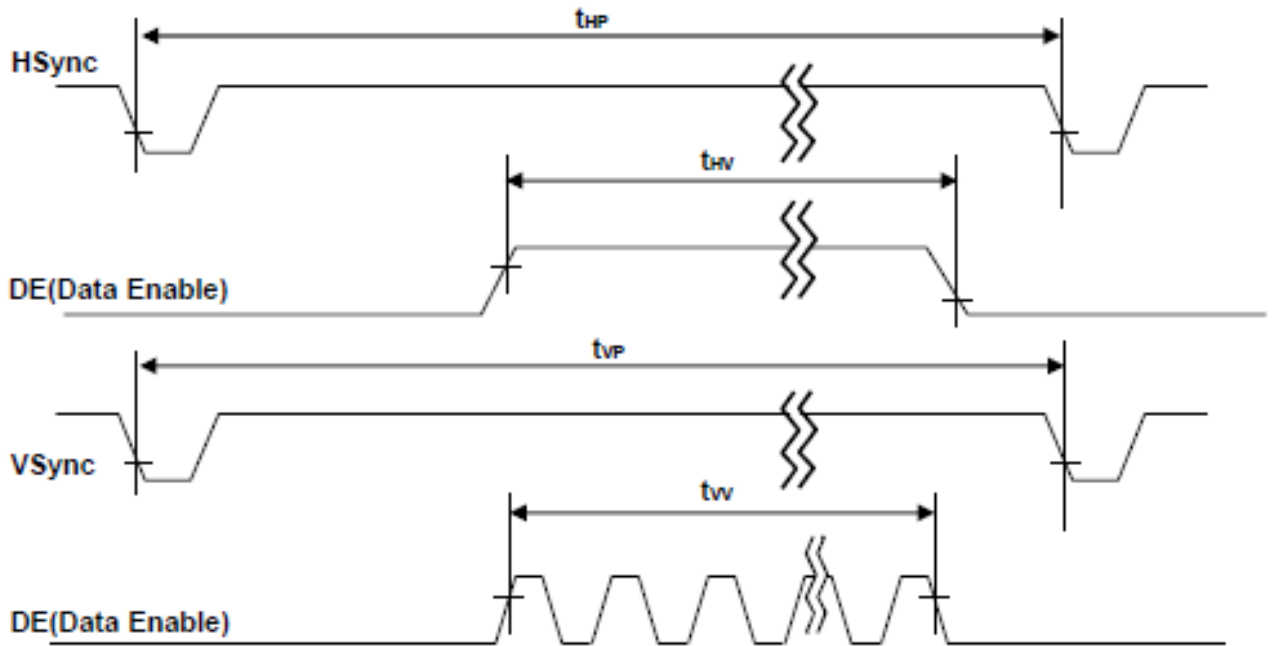 tHP
HSync
tHV
DE(Data Enable)
tVP
VSync
tVV
DE(Data Enable)